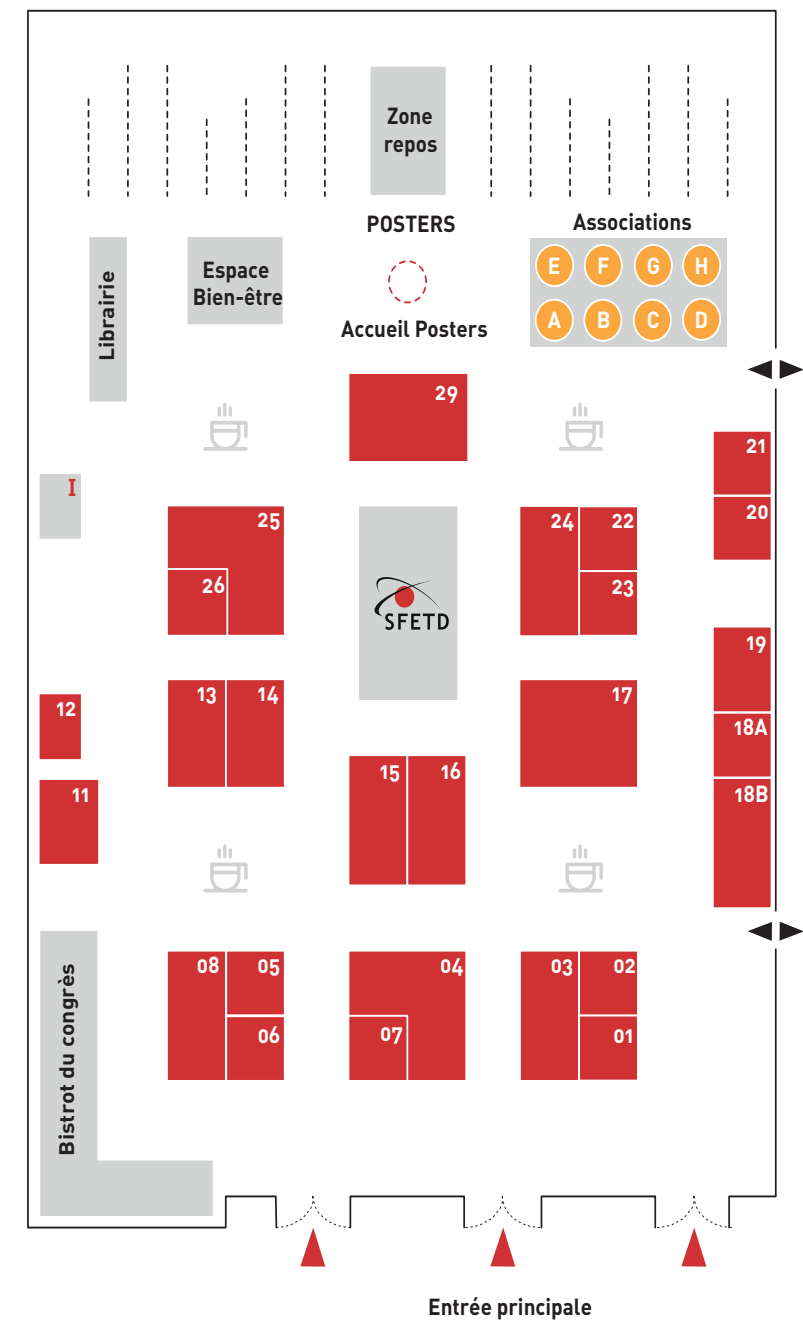 Zone
repos
POSTERS
Associations
Espace
Bien-être
Librairie
E F G H
A B C D
Accueil Posters
29
21
I
25
24 22
20
26
23
SFETD
19
12
13 14
17
18A
11
15 16
18B
08 05
04
03 02
06
07
01
Bistrot du congrès
Entrée principale